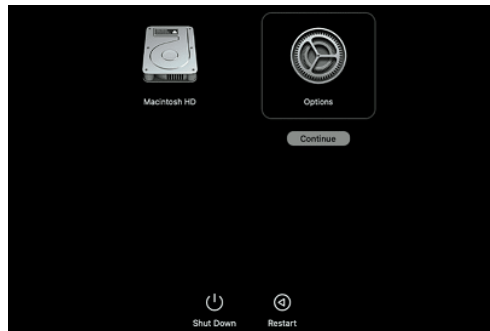 Macintosh HD
Options
Continue
Shut Down
Restart